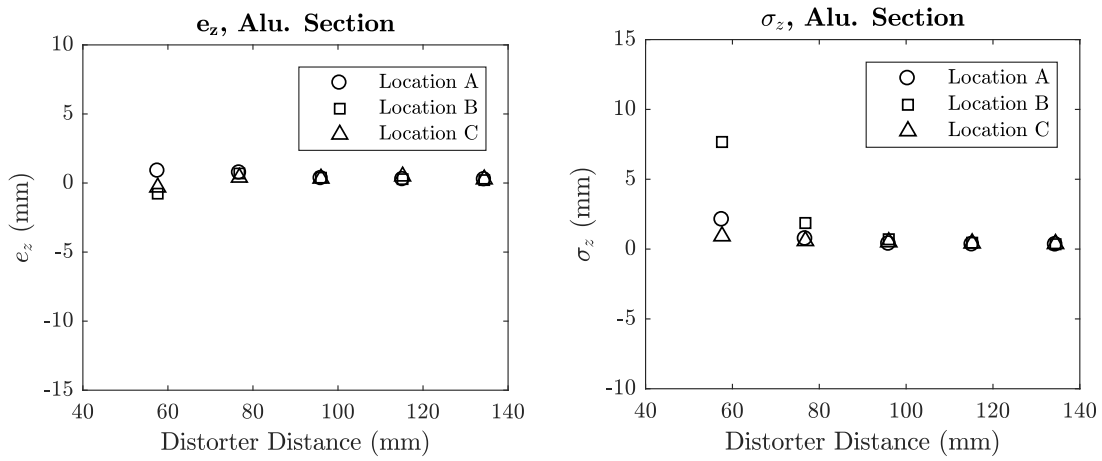 e_z, Alu. Section
10
5
0
-5
-10
-15
e_z (mm)
40 60 80 100 120 140
Distorter Distance (mm)
Location A
Location B
Location C
σ_z, Alu. Section
15
10
5
0
-5
-10
σ_z (mm)
40 60 80 100 120 140
Distorter Distance (mm)
Location A
Location B
Location C